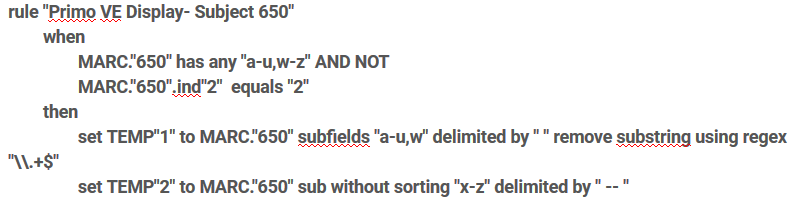 rule "Primo VE Display- Subject 650"
when
MARC."650" has any "a-u,w-z" AND NOT
MARC."650".ind"2"  equals "2"
then
set TEMP"1" to MARC."650" subfields "a-u,w" delimited by " " remove substring using regex
"\\.+$"
set TEMP"2" to MARC."650" sub without sorting "x-z" delimited by " -- "